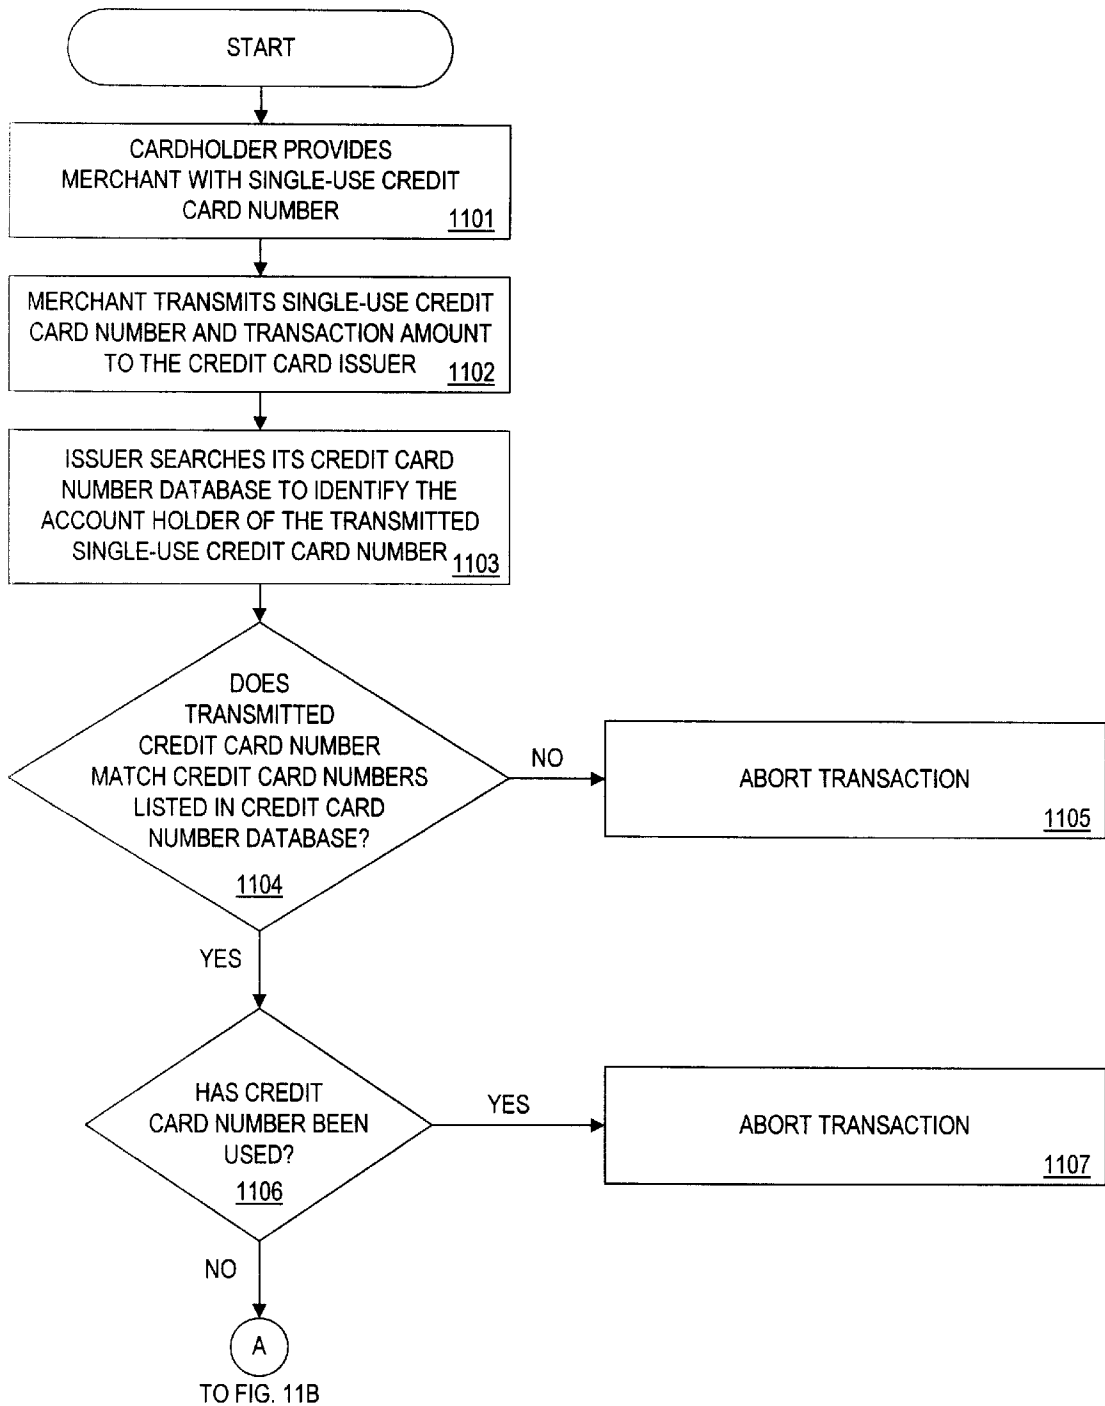 START
CARDHOLDER PROVIDES
MERCHANT WITH SINGLE-USE CREDIT
CARD NUMBER
1101
MERCHANT TRANSMITS SINGLE-USE CREDIT
CARD NUMBER AND TRANSACTION AMOUNT
TO THE CREDIT CARD ISSUER
1102
ISSUER SEARCHES ITS CREDIT CARD
NUMBER DATABASE TO IDENTIFY THE
ACCOUNT HOLDER OF THE TRANSMITTED
SINGLE-USE CREDIT CARD NUMBER
1103
DOES
TRANSMITTED
CREDIT CARD NUMBER
MATCH CREDIT CARD NUMBERS
LISTED IN CREDIT CARD
NUMBER DATABASE?
1104
NO
ABORT TRANSACTION
1105
YES
HAS CREDIT
CARD NUMBER BEEN
USED?
1106
YES
ABORT TRANSACTION
1107
NO
A
TO FIG. 11B